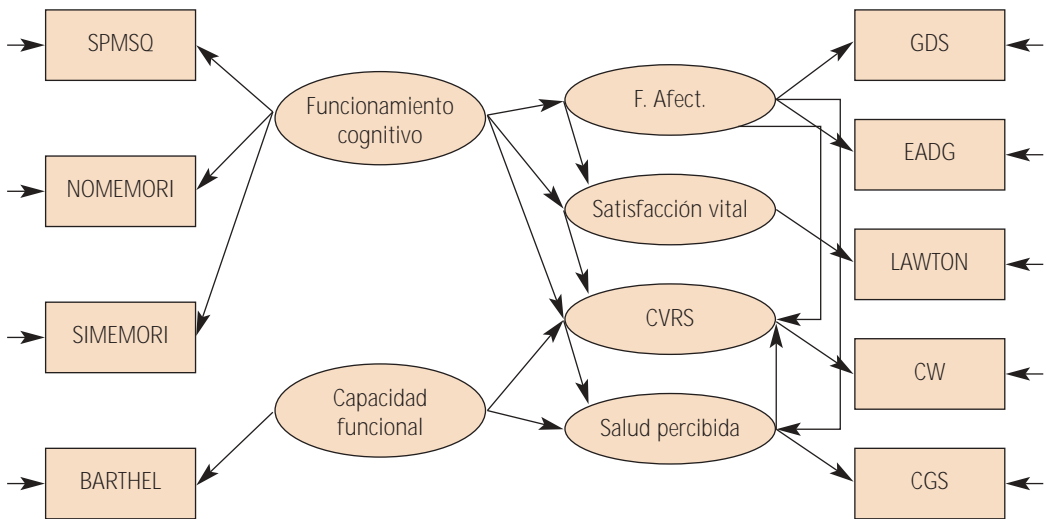 SPMSQ
NOMEMORI
SIMEMORI
BARTHEL
Funcionamiento
cognitivo
Capacidad
funcional
F. Afect.
Satisfacción vital
CVRS
Salud percibida
GDS
EADG
LAWTON
CW
CGS